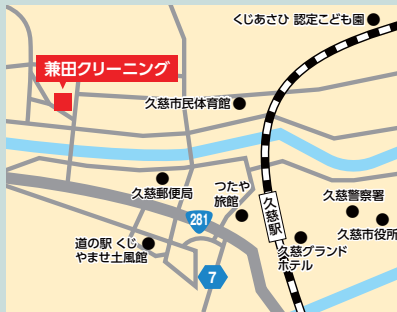 くじあさひ 認定こども園
兼田クリーニング
久慈市民体育館
久慈郵便局
つたや
旅館
久慈警察署
久慈駅
281
久慈市役所
道の駅 くじ
やませ土風館
久慈グランド
ホテル
7